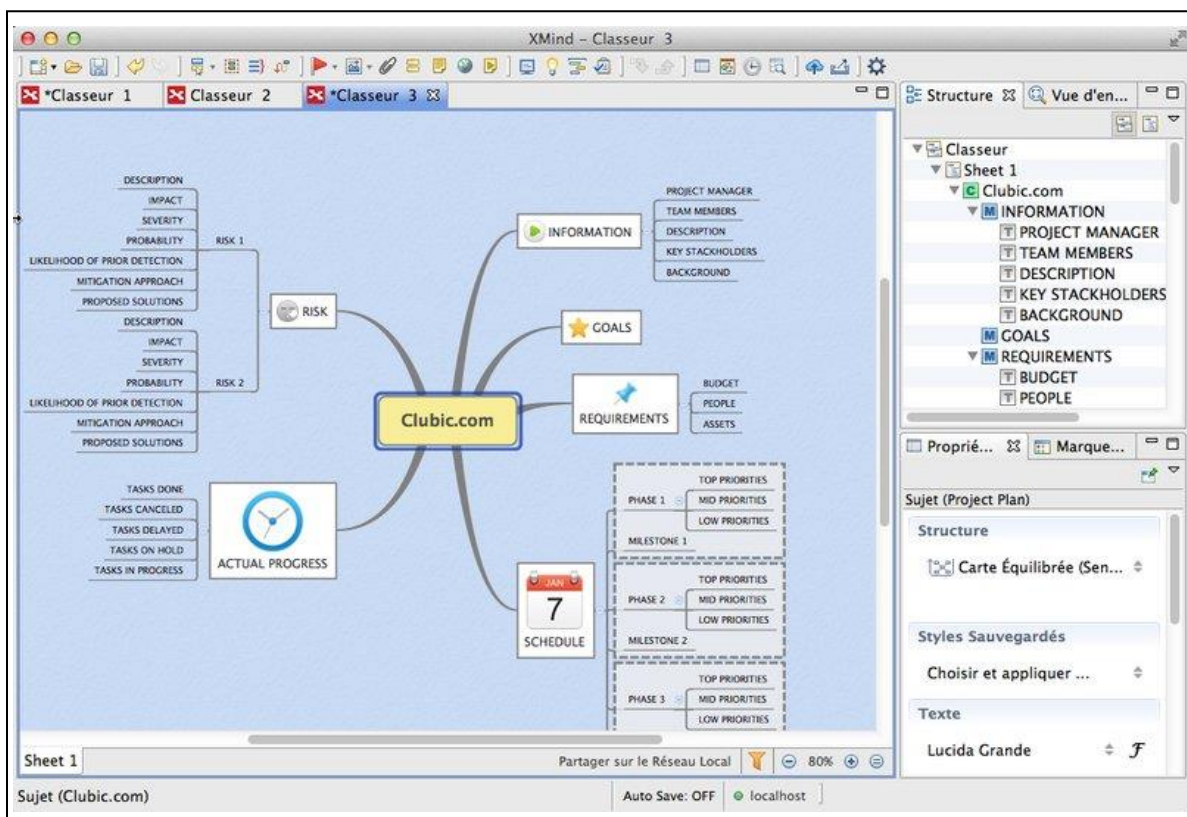 XMind - Classeur 3
*Classeur 1
Classeur 2
*Classeur 3
DESCRIPTION
IMPACT
SEVERITY
PROBABILITY
LIKELIHOOD OF PRIOR DETECTION
MITIGATION APPROACH
PROPOSED SOLUTIONS
RISK 1
DESCRIPTION
IMPACT
SEVERITY
PROBABILITY
LIKELIHOOD OF PRIOR DETECTION
MITIGATION APPROACH
PROPOSED SOLUTIONS
RISK 2
RISK
TASKS DONE
TASKS CANCELED
TASKS DELAYED
TASKS ON HOLD
TASKS IN PROGRESS
ACTUAL PROGRESS
Clubic.com
INFORMATION
PROJECT MANAGER
TEAM MEMBERS
DESCRIPTION
KEY STACKHOLDERS
BACKGROUND
GOALS
REQUIREMENTS
BUDGET
PEOPLE
ASSETS
JAN
7
SCHEDULE
PHASE 1
TOP PRIORITIES
MID PRIORITIES
LOW PRIORITIES
MILESTONE 1
PHASE 2
TOP PRIORITIES
MID PRIORITIES
LOW PRIORITIES
MILESTONE 2
PHASE 3
TOP PRIORITIES
MID PRIORITIES
LOW PRIORITIES
Sheet 1
Partager sur le Réseau Local
80%
Structure
Vue d'en...
Classeur
Sheet 1
C Clubic.com
M INFORMATION
T PROJECT MANAGER
T TEAM MEMBERS
T DESCRIPTION
T KEY STACKHOLDERS
T BACKGROUND
M GOALS
M REQUIREMENTS
T BUDGET
T PEOPLE
Proprié...
Marque...
Sujet (Project Plan)
Structure
Carte Équilibrée (Sen...
Styles Sauvegardés
Choisir et appliquer ...
Texte
Lucida Grande
F
Sujet (Clubic.com)
Auto Save: OFF
localhost